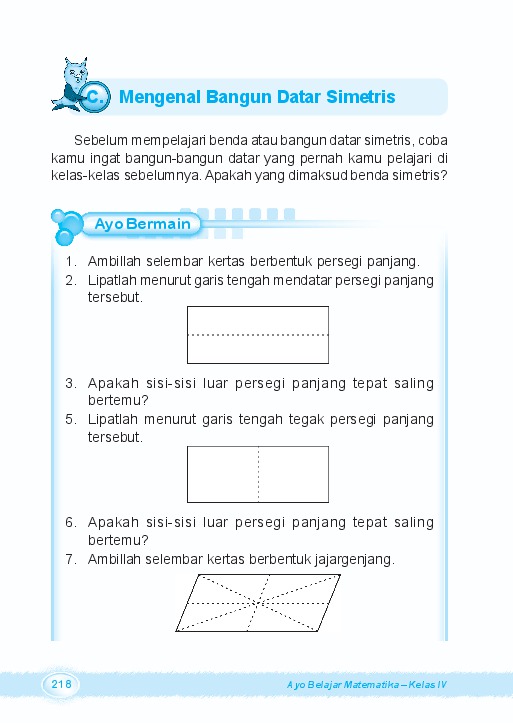 C. Mengenal Bangun Datar Simetris
Sebelum mempelajari benda atau bangun datar simetris, coba
kamu ingat bangun-bangun datar yang pernah kamu pelajari di
kelas-kelas sebelumnya. Apakah yang dimaksud benda simetris?
Ayo Bermain
1. Ambillah selembar kertas berbentuk persegi panjang.
2. Lipatlah menurut garis tengah mendatar persegi panjang
tersebut.
3. Apakah sisi-sisi luar persegi panjang tepat saling
bertemu?
5. Lipatlah menurut garis tengah tegak persegi panjang
tersebut.
6. Apakah sisi-sisi luar persegi panjang tepat saling
bertemu?
7. Ambillah selembar kertas berbentuk jajargenjang.
218
Ayo Belajar Matematika – Kelas IV